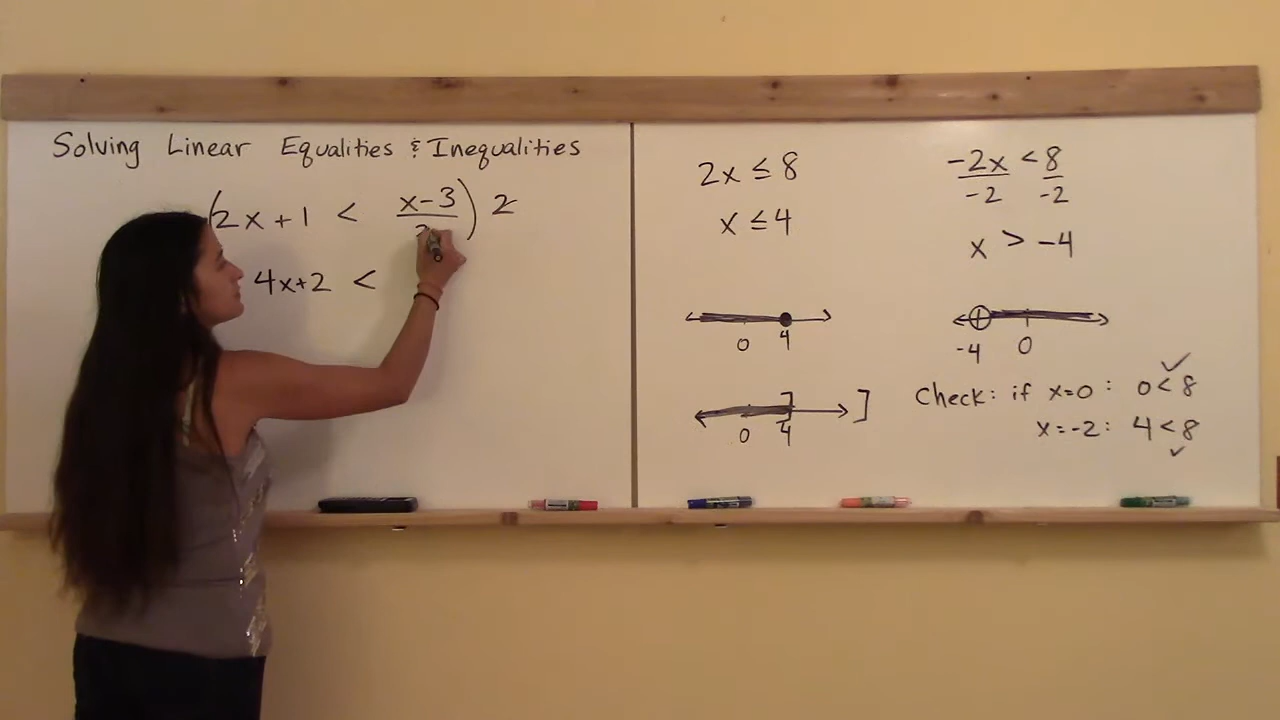 Solving Linear Equalities & Inequalities
(2x+1 < x-3/2) 2
4x+2 <
2x ≤ 8
x ≤ 4
0 4
0 4 ]
-2x/-2 < 8/-2
x > -4
-4 0
Check: if x=0: 0<8 ✓
x=-2: 4<8 ✓